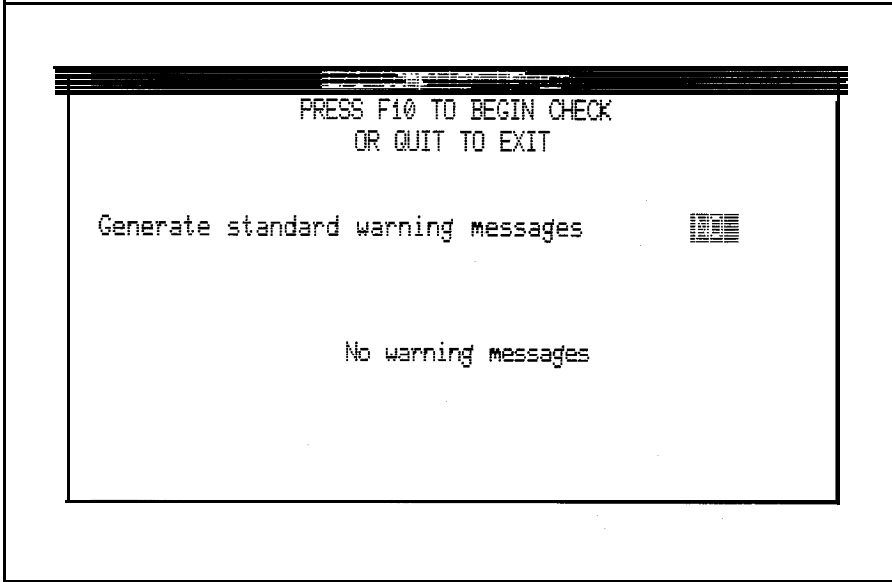 PRESS F10 TO BEGIN CHECK
OR QUIT TO EXIT
Generate standard warning messages
No warning messages